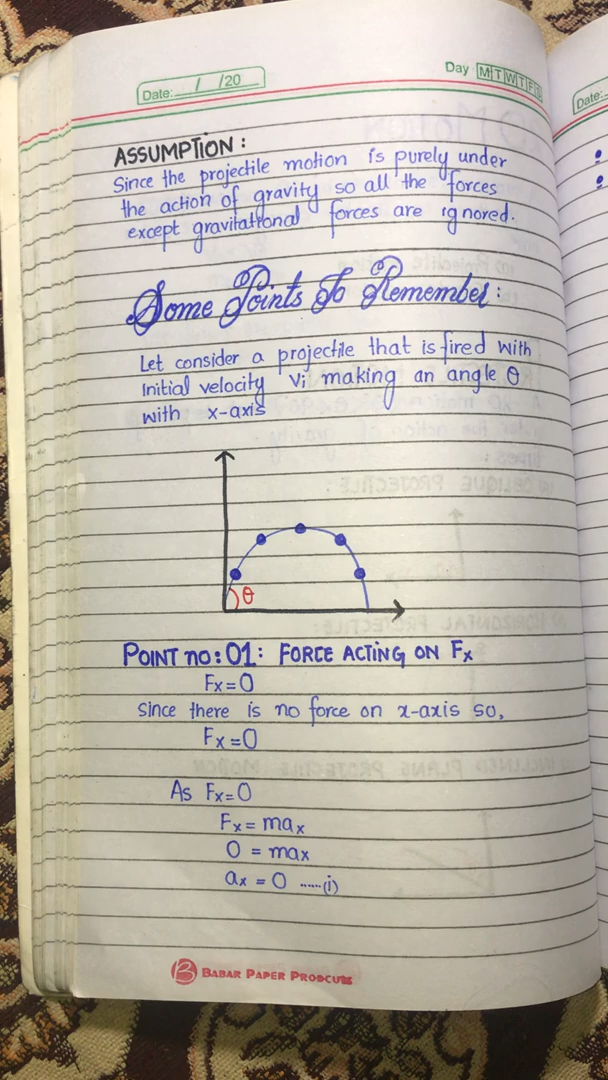 Date: / /20
Day M T W T F S
Date:
ASSUMPTION:
Since the projectile motion is purely under
the action of gravity so all the forces
except gravitational forces are ignored.
Some Points To Remember:
Let consider a projectile that is fired with
Initial velocity Vi making an angle θ
with x-axis
θ
POINT no: 01: FORCE ACTING ON Fx
Fx=0
Since there is no force on x-axis so,
Fx=0
As Fx=0
Fx = max
0 = max
ax = 0 ......(i)
B BABAR PAPER PRODCUTS